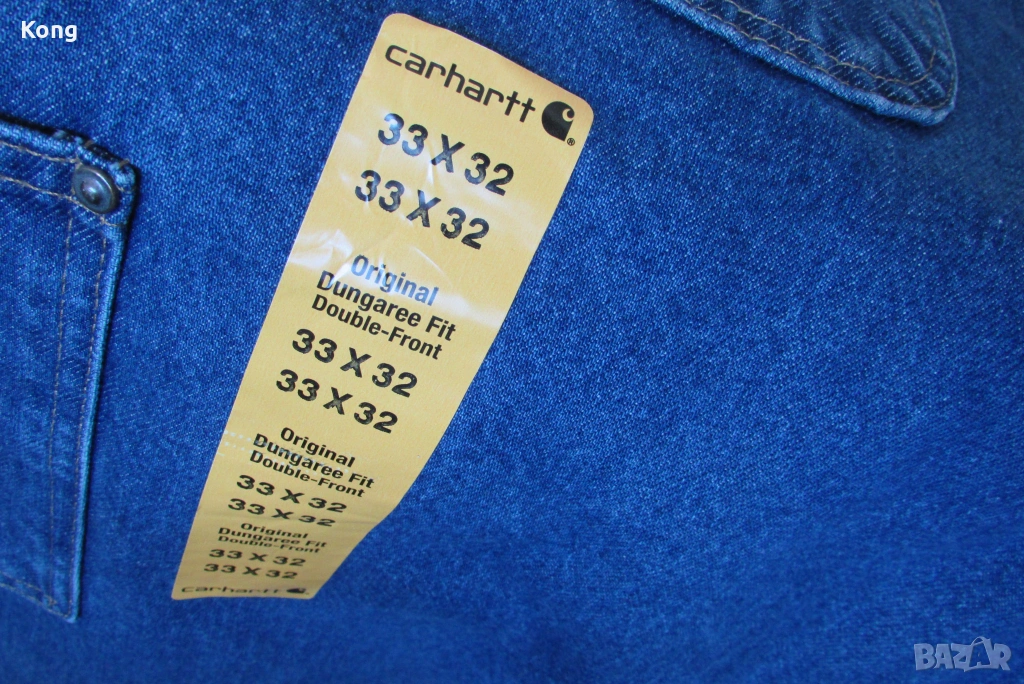 Kong
carhartt
®
33 X 32
33 X 32
Original
Dungaree Fit
Double-Front
33 X 32
33 X 32
Original
Dungaree Fit
Double-Front
33 X 32
33 X 32
Original
Dungaree Fit
Double-Front
33 X 32
33 X 32
carhartt
BAZAR